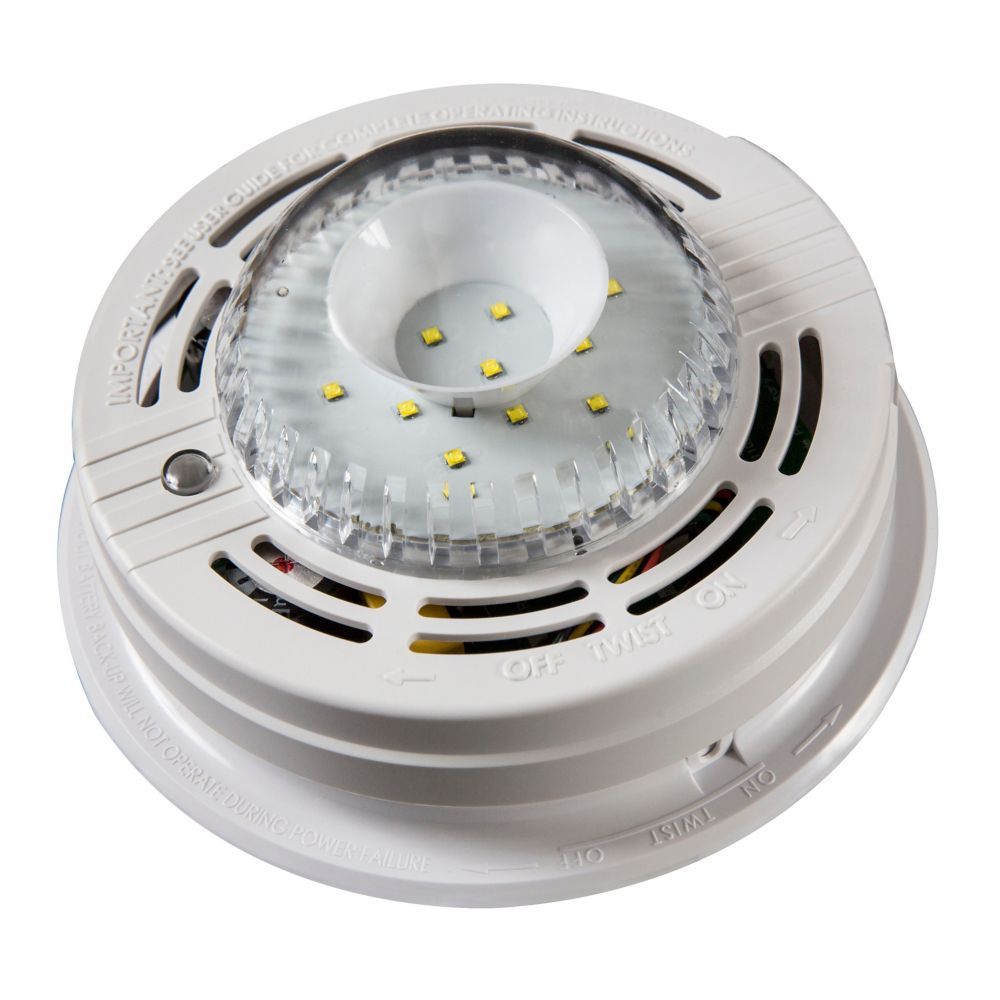 IMPORTANT: SEE USER GUIDE FOR COMPLETE OPERATING INSTRUCTIONS
OFF TWIST ON
BATTERY BACK-UP WILL NOT OPERATE DURING POWER FAILURE
OFF TWIST ON